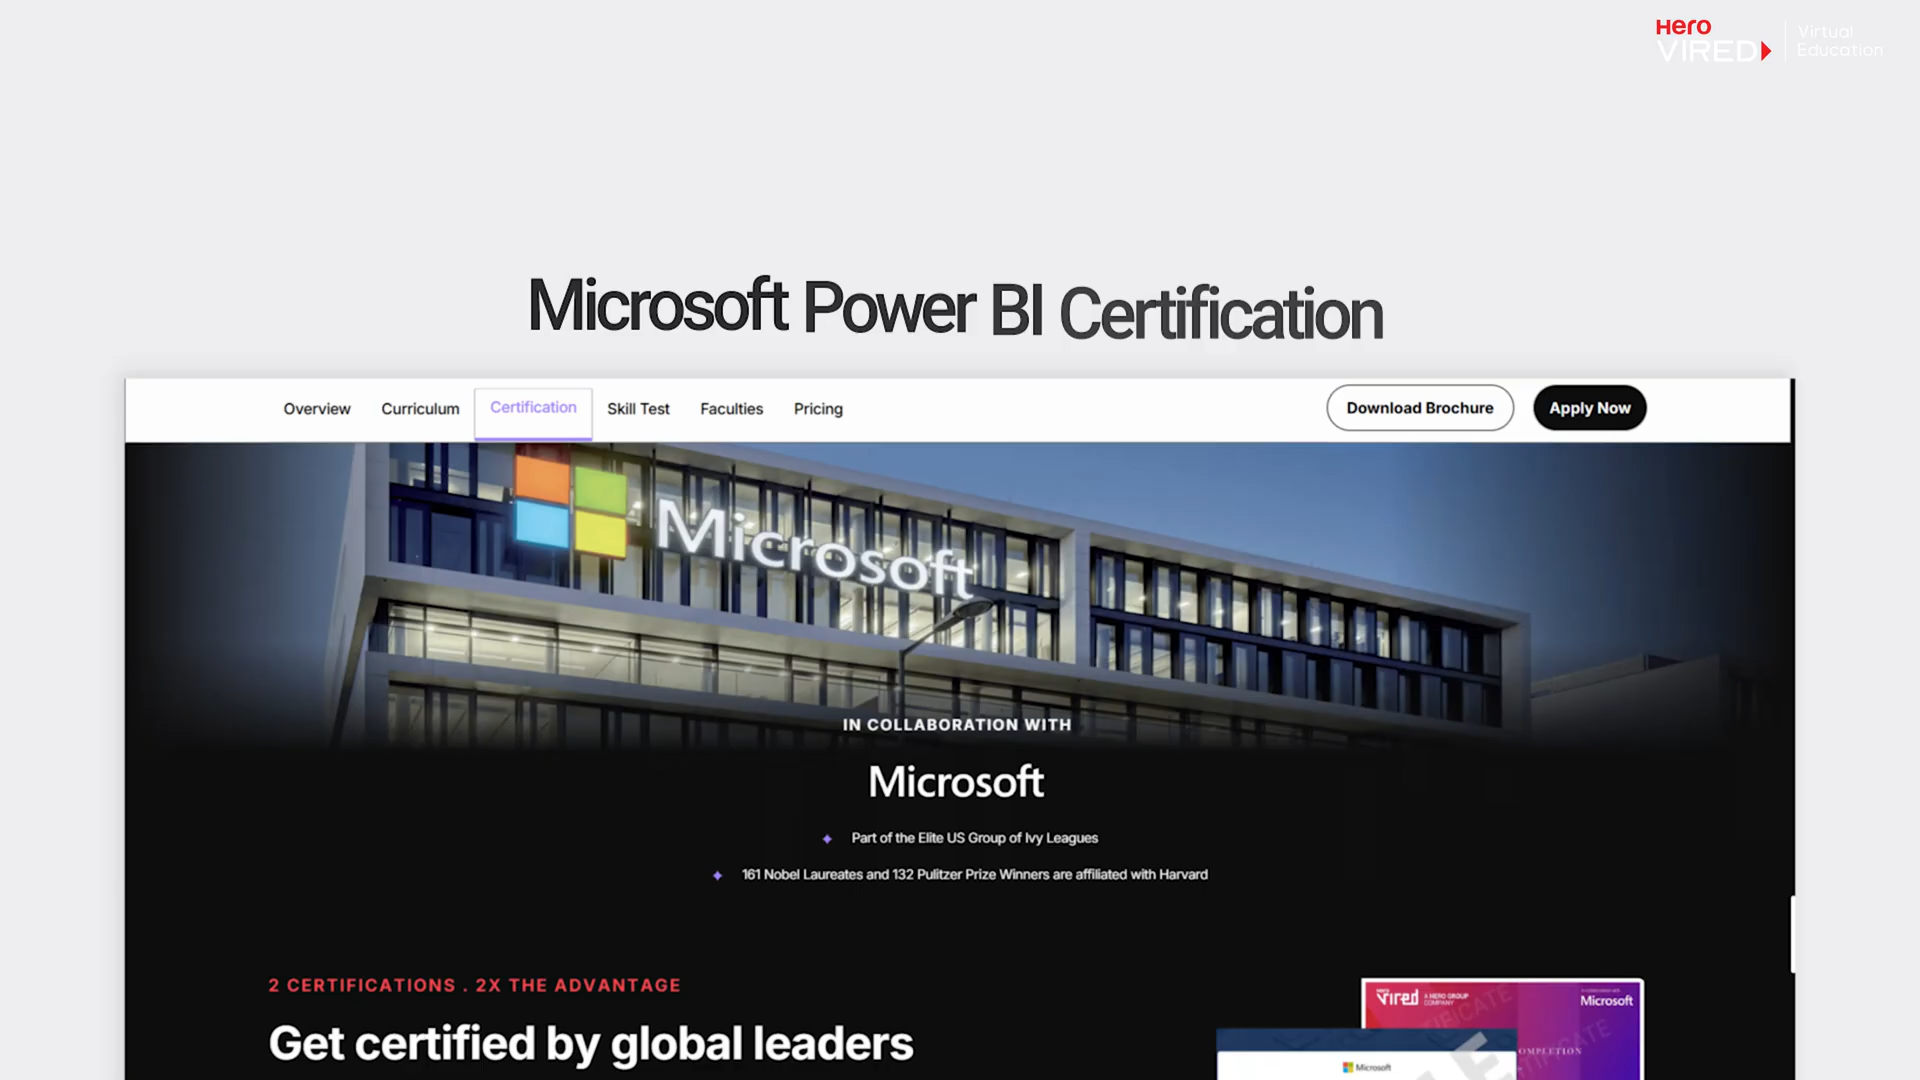 Hero
VIRED
Virtual
Education
Microsoft Power BI Certification
Overview
Curriculum
Certification
Skill Test
Faculties
Pricing
Download Brochure
Apply Now
Microsoft
IN COLLABORATION WITH
Microsoft
Part of the Elite US Group of Ivy Leagues
161 Nobel Laureates and 132 Pulitzer Prize Winners are affiliated with Harvard
2 CERTIFICATIONS . 2X THE ADVANTAGE
Get certified by global leaders
vired
A HERO GROUP
COMPANY
Microsoft
Microsoft